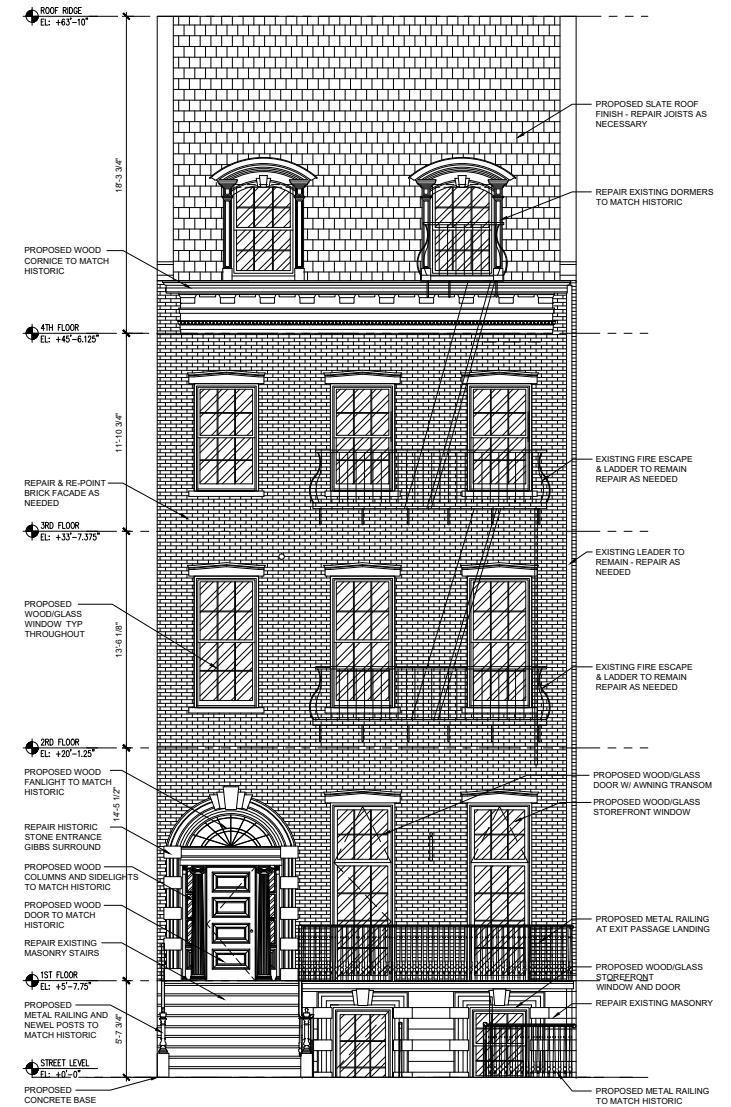 ROOF RIDGE
EL: +63'-10"
PROPOSED SLATE ROOF
FINISH - REPAIR JOISTS AS
NECESSARY
18'-3 3/4"
REPAIR EXISTING DORMERS
TO MATCH HISTORIC
PROPOSED WOOD
CORNICE TO MATCH
HISTORIC
4TH FLOOR
EL: +45'-6.125"
11'-10 3/4"
EXISTING FIRE ESCAPE
& LADDER TO REMAIN
REPAIR AS NEEDED
REPAIR & RE-POINT
BRICK FACADE AS
NEEDED
3RD FLOOR
EL: +33'-7.375"
EXISTING LEADER TO
REMAIN - REPAIR AS
NEEDED
PROPOSED
WOOD/GLASS
WINDOW TYP
THROUGHOUT
13'-6 1/8"
EXISTING FIRE ESCAPE
& LADDER TO REMAIN
REPAIR AS NEEDED
2RD FLOOR
EL: +20'-1.25"
PROPOSED WOOD
FANLIGHT TO MATCH
HISTORIC
14'-5 1/2"
PROPOSED WOOD/GLASS
DOOR W/ AWNING TRANSOM
PROPOSED WOOD/GLASS
STOREFRONT WINDOW
REPAIR HISTORIC
STONE ENTRANCE
GIBBS SURROUND
PROPOSED WOOD
COLUMNS AND SIDELIGHTS
TO MATCH HISTORIC
PROPOSED WOOD
DOOR TO MATCH
HISTORIC
PROPOSED METAL RAILING
AT EXIT PASSAGE LANDING
REPAIR EXISTING
MASONRY STAIRS
1ST FLOOR
EL: +5'-7.75"
PROPOSED WOOD/GLASS
STOREFRONT
WINDOW AND DOOR
REPAIR EXISTING MASONRY
PROPOSED
METAL RAILING AND
NEWEL POSTS TO
MATCH HISTORIC
5'-7 3/4"
STREET LEVEL
EL: +0'-0"
PROPOSED
CONCRETE BASE
PROPOSED METAL RAILING
TO MATCH HISTORIC